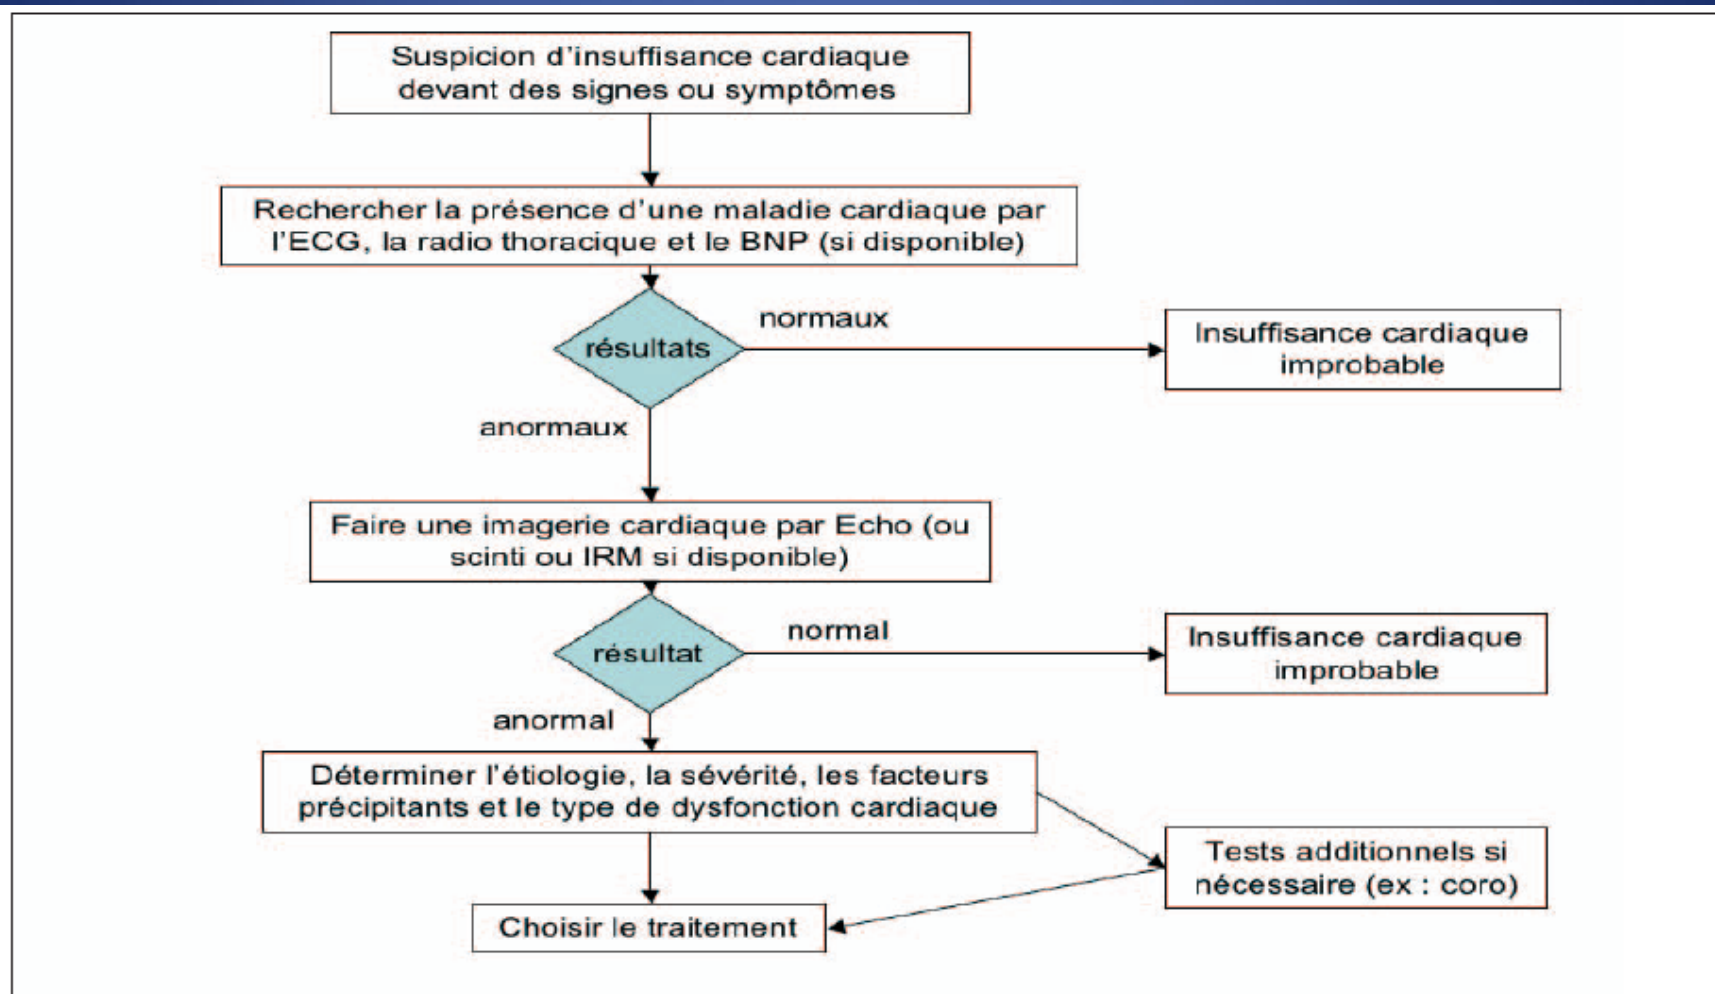 Suspicion d'insuffisance cardiaque
devant des signes ou symptômes
Rechercher la présence d'une maladie cardiaque par
l'ECG, la radio thoracique et le BNP (si disponible)
résultats
normaux
Insuffisance cardiaque
improbable
anormaux
Faire une imagerie cardiaque par Echo (ou
scinti ou IRM si disponible)
résultat
normal
Insuffisance cardiaque
improbable
anormal
Déterminer l'étiologie, la sévérité, les facteurs
précipitants et le type de dysfonction cardiaque
Tests additionnels si
nécessaire (ex : coro)
Choisir le traitement